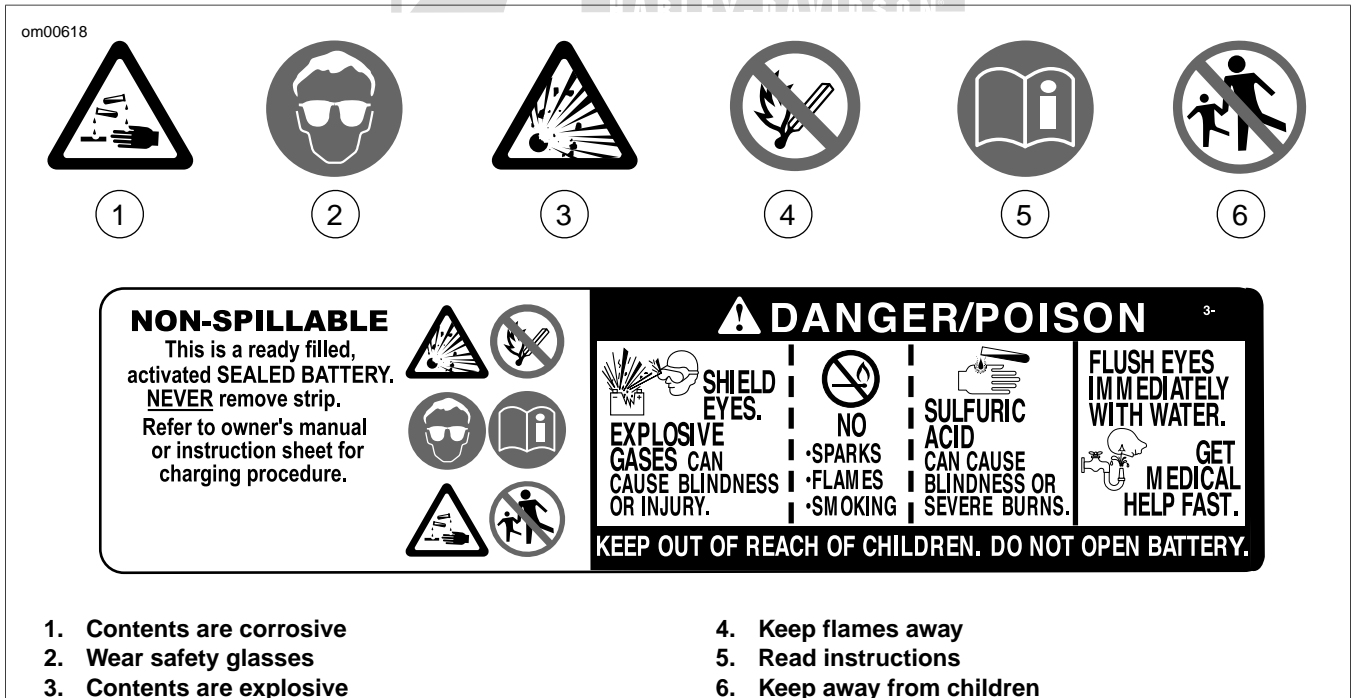 HARLEY-DAVIDSON
om00618
1
2
3
4
5
6
NON-SPILLABLE
This is a ready filled,
activated SEALED BATTERY.
NEVER remove strip.
Refer to owner's manual
or instruction sheet for
charging procedure.
DANGER/POISON
3-
SHIELD
EYES.
EXPLOSIVE
GASES CAN
CAUSE BLINDNESS
OR INJURY.
NO
•SPARKS
•FLAMES
•SMOKING
SULFURIC
ACID
CAN CAUSE
BLINDNESS OR
SEVERE BURNS.
FLUSH EYES
IMMEDIATELY
WITH WATER.
GET
MEDICAL
HELP FAST.
KEEP OUT OF REACH OF CHILDREN. DO NOT OPEN BATTERY.
1. Contents are corrosive
2. Wear safety glasses
3. Contents are explosive
4. Keep flames away
5. Read instructions
6. Keep away from children